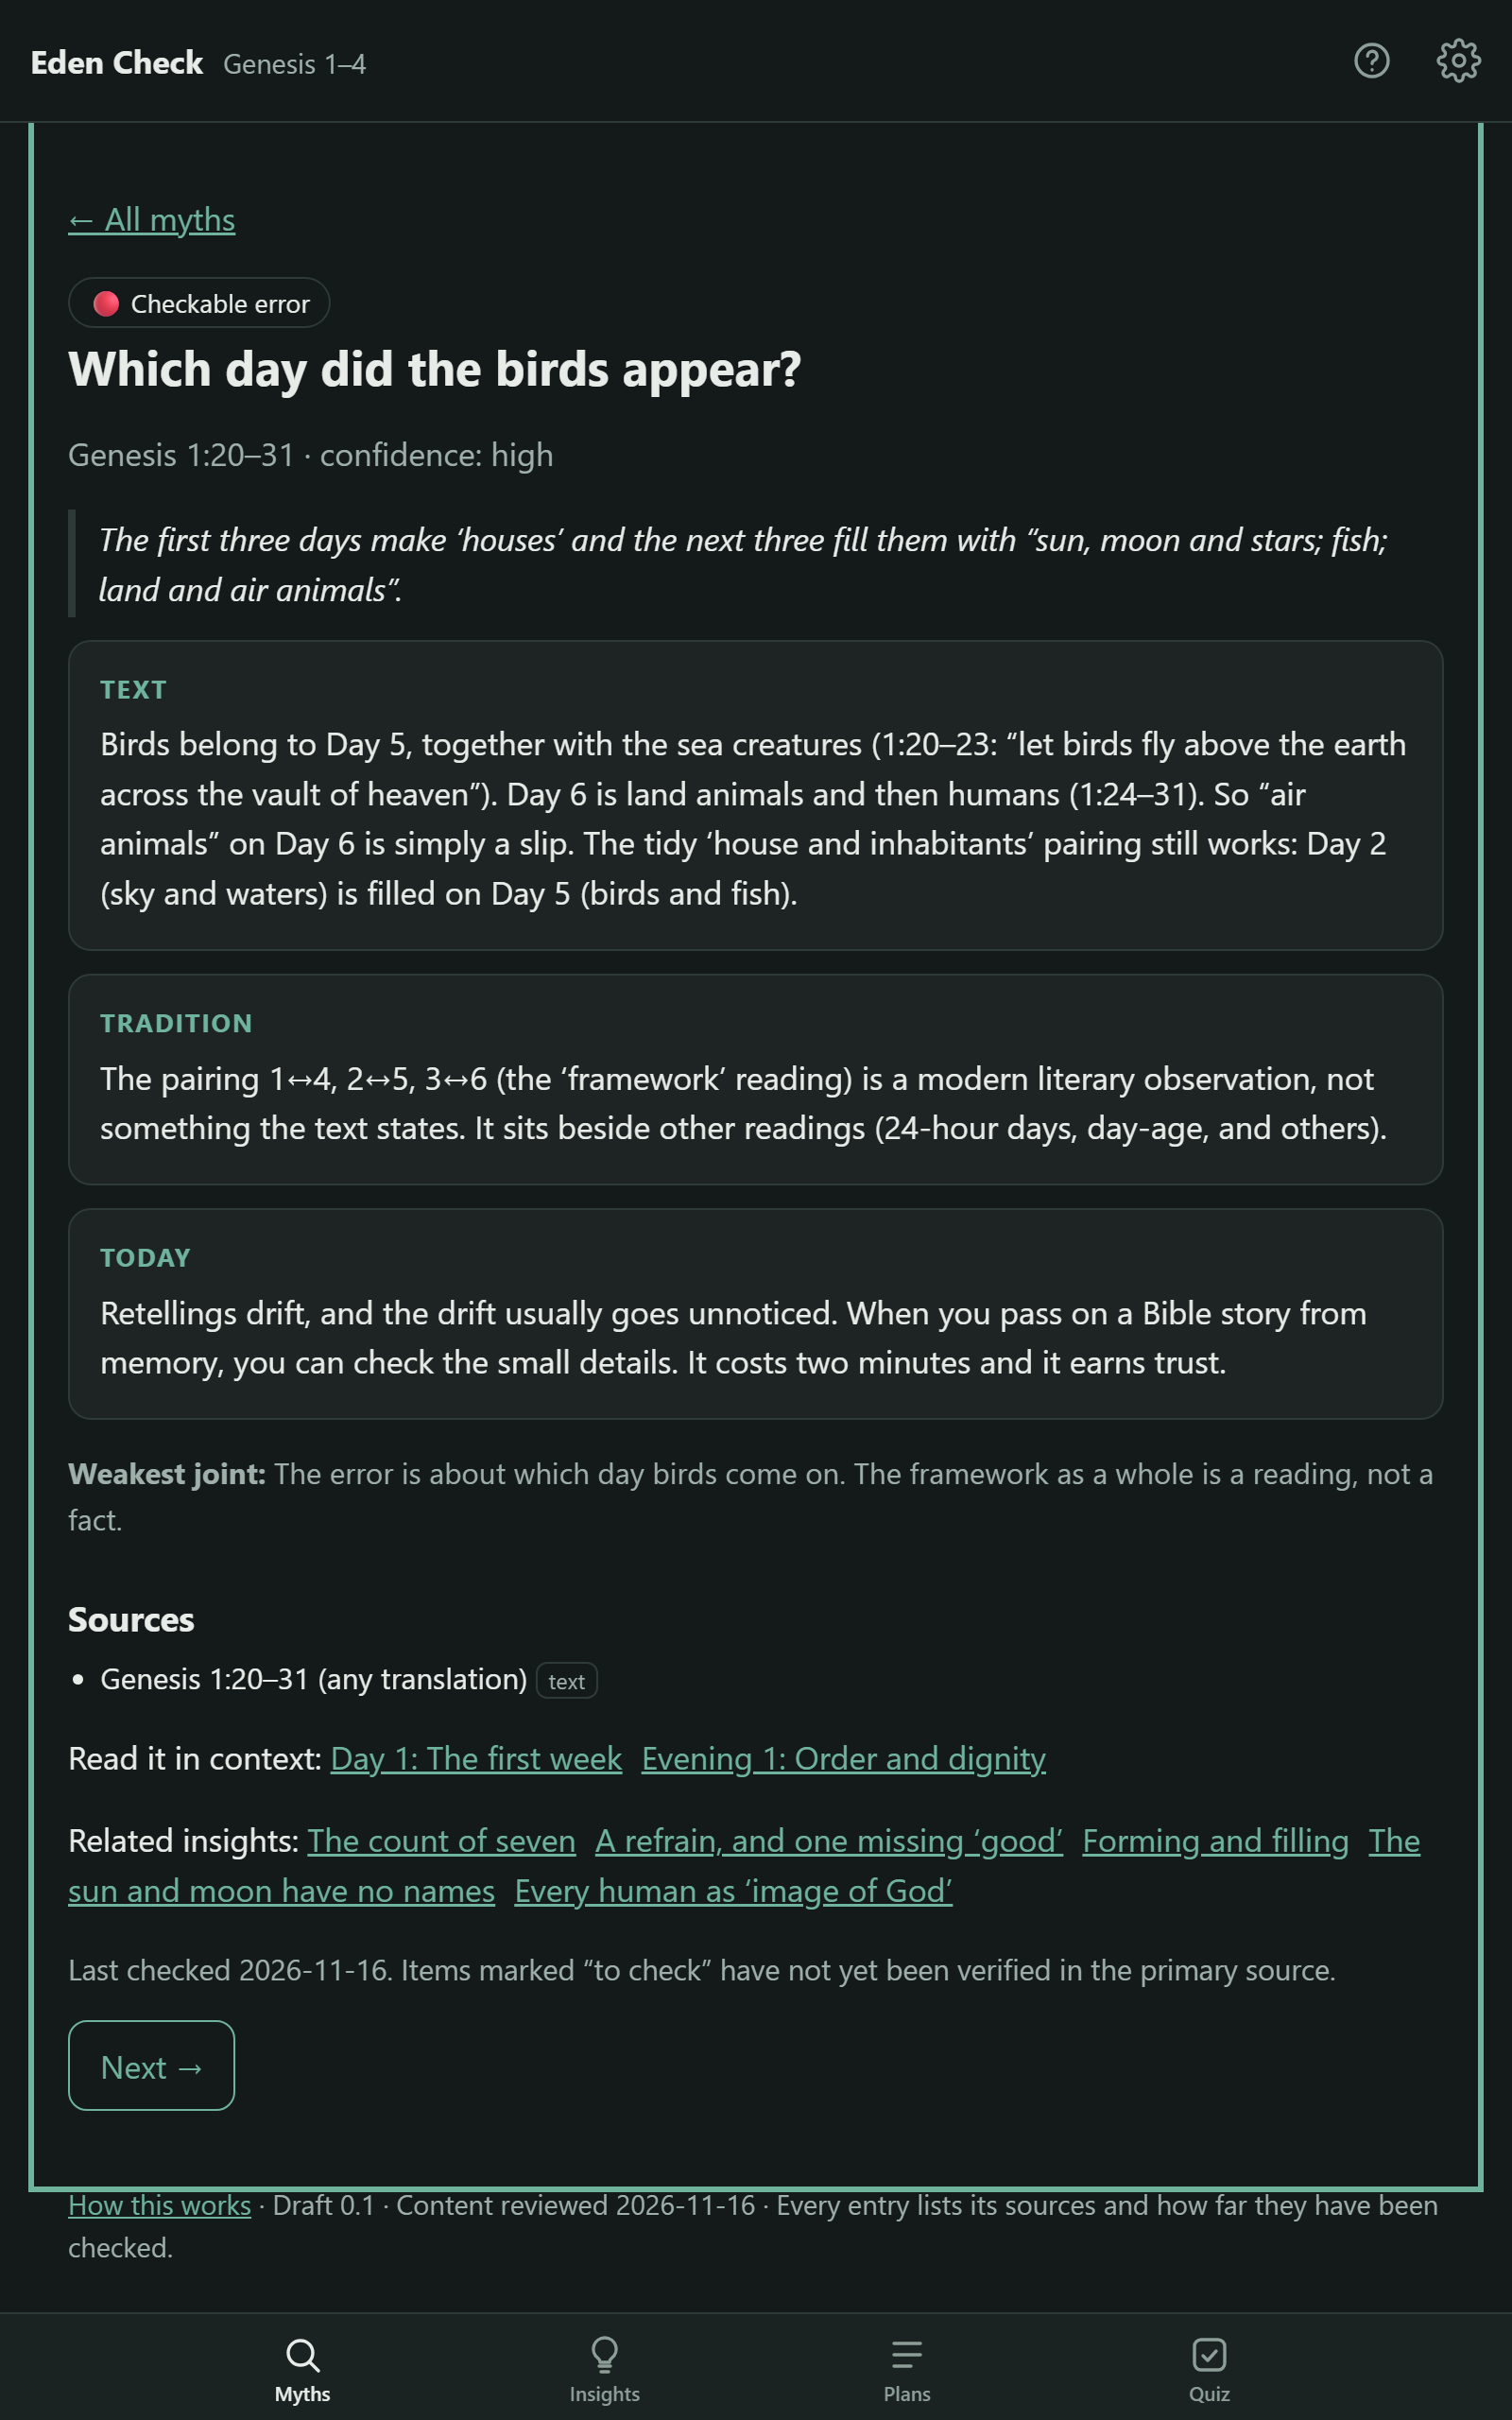 Eden Check Genesis 1–4
← All myths
Checkable error
Which day did the birds appear?
Genesis 1:20–31 · confidence: high
The first three days make ‘houses’ and the next three fill them with “sun, moon and stars; fish;
land and air animals”.
TEXT
Birds belong to Day 5, together with the sea creatures (1:20–23: “let birds fly above the earth
across the vault of heaven”). Day 6 is land animals and then humans (1:24–31). So “air
animals” on Day 6 is simply a slip. The tidy ‘house and inhabitants’ pairing still works: Day 2
(sky and waters) is filled on Day 5 (birds and fish).
TRADITION
The pairing 1↔4, 2↔5, 3↔6 (the ‘framework’ reading) is a modern literary observation, not
something the text states. It sits beside other readings (24-hour days, day-age, and others).
TODAY
Retellings drift, and the drift usually goes unnoticed. When you pass on a Bible story from
memory, you can check the small details. It costs two minutes and it earns trust.
Weakest joint: The error is about which day birds come on. The framework as a whole is a reading, not a
fact.
Sources
• Genesis 1:20–31 (any translation) text
Read it in context: Day 1: The first week Evening 1: Order and dignity
Related insights: The count of seven A refrain, and one missing ‘good’ Forming and filling The
sun and moon have no names Every human as ‘image of God’
Last checked 2026-11-16. Items marked “to check” have not yet been verified in the primary source.
Next →
How this works · Draft 0.1 · Content reviewed 2026-11-16 · Every entry lists its sources and how far they have been
checked.
Myths Insights Plans Quiz